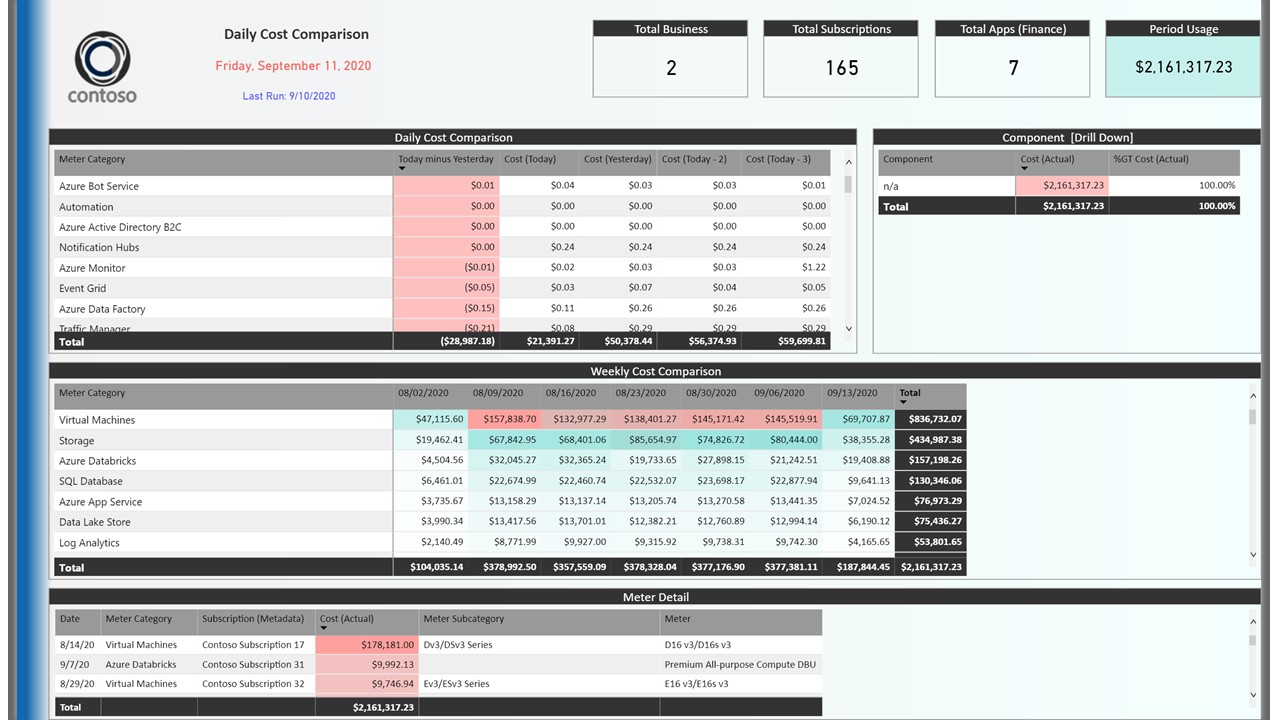 Daily Cost Comparison
Friday, September 11, 2020
Last Run: 9/10/2020
contoso
Total Business
2
Total Subscriptions
165
Total Apps (Finance)
7
Period Usage
$2,161,317.23
Daily Cost Comparison
Meter Category Today minus Yesterday Cost (Today) Cost (Yesterday) Cost (Today - 2) Cost (Today - 3)
Azure Bot Service $0.01 $0.04 $0.03 $0.03 $0.01
Automation $0.00 $0.00 $0.00 $0.00 $0.00
Azure Active Directory B2C $0.00 $0.00 $0.00 $0.00 $0.00
Notification Hubs $0.00 $0.24 $0.24 $0.24 $0.24
Azure Monitor ($0.01) $0.02 $0.03 $0.03 $1.22
Event Grid ($0.05) $0.03 $0.07 $0.04 $0.05
Azure Data Factory ($0.15) $0.11 $0.26 $0.26 $0.26
Traffic Manager ($0.21) $0.08 $0.29 $0.29 $0.29
Total ($28,987.18) $21,391.27 $50,378.44 $56,374.93 $59,699.81
Component [Drill Down]
Component Cost (Actual) %GT Cost (Actual)
n/a $2,161,317.23 100.00%
Total $2,161,317.23 100.00%
Weekly Cost Comparison
Meter Category 08/02/2020 08/09/2020 08/16/2020 08/23/2020 08/30/2020 09/06/2020 09/13/2020 Total
Virtual Machines $47,115.60 $157,838.70 $132,977.29 $138,401.27 $145,171.42 $145,519.91 $69,707.87 $836,732.07
Storage $19,462.41 $67,842.95 $68,401.06 $85,654.97 $74,826.72 $80,444.00 $38,355.28 $434,987.38
Azure Databricks $4,504.56 $32,045.27 $32,365.24 $19,733.65 $27,898.15 $21,242.51 $19,408.88 $157,198.26
SQL Database $6,461.01 $22,674.99 $22,460.74 $22,532.07 $23,698.17 $22,877.94 $9,641.13 $130,346.06
Azure App Service $3,735.67 $13,158.29 $13,137.14 $13,205.74 $13,270.58 $13,441.35 $7,024.52 $76,973.29
Data Lake Store $3,990.34 $13,417.56 $13,701.01 $12,382.21 $12,760.89 $12,994.14 $6,190.12 $75,436.27
Log Analytics $2,140.49 $8,771.99 $9,927.00 $9,315.92 $9,738.31 $9,742.30 $4,165.65 $53,801.65
Total $104,035.14 $378,992.50 $357,559.09 $378,328.04 $377,176.90 $377,381.11 $187,844.45 $2,161,317.23
Meter Detail
Date Meter Category Subscription (Metadata) Cost (Actual) Meter Subcategory Meter
8/14/20 Virtual Machines Contoso Subscription 17 $178,181.00 Dv3/DSv3 Series D16 v3/D16s v3
9/7/20 Azure Databricks Contoso Subscription 31 $9,992.13 Premium All-purpose Compute DBU
8/29/20 Virtual Machines Contoso Subscription 32 $9,746.94 Ev3/ESv3 Series E16 v3/E16s v3
Total $2,161,317.23